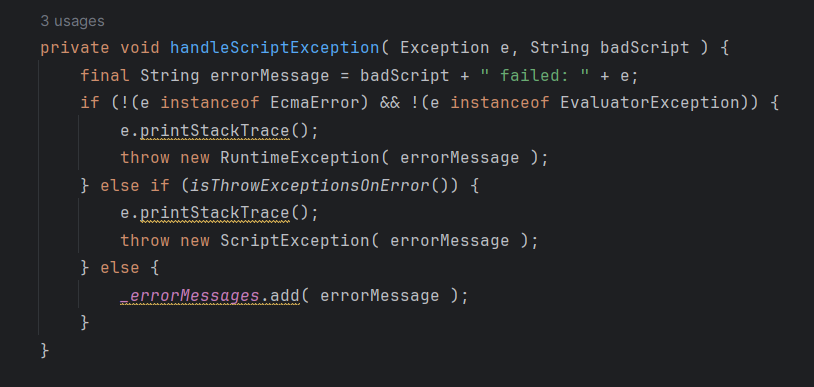 3 usages
private void handleScriptException( Exception e, String badScript ) {
    final String errorMessage = badScript + " failed: " + e;
    if (!(e instanceof EcmaError) && !(e instanceof EvaluatorException)) {
        e.printStackTrace();
        throw new RuntimeException( errorMessage );
    } else if (isThrowExceptionsOnError()) {
        e.printStackTrace();
        throw new ScriptException( errorMessage );
    } else {
        _errorMessages.add( errorMessage );
    }
}